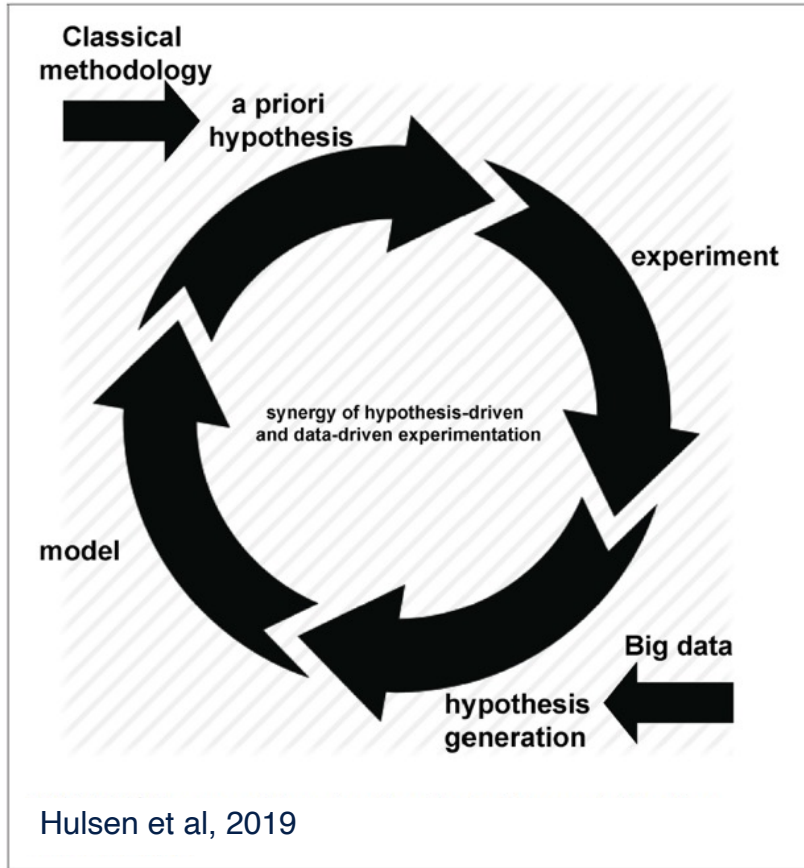 Classical
methodology
a priori
hypothesis
experiment
synergy of hypothesis-driven
and data-driven experimentation
model
Big data
hypothesis
generation
Hulsen et al, 2019